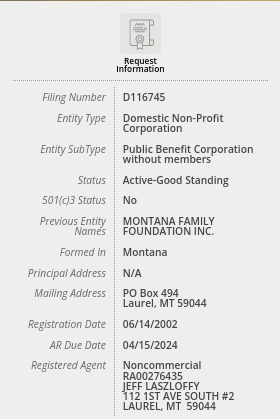 Request
Information
Filing Number D116745
Entity Type Domestic Non-Profit
Corporation
Entity SubType Public Benefit Corporation
without members
Status Active-Good Standing
501(c)3 Status No
Previous Entity MONTANA FAMILY
Names FOUNDATION INC.
Formed In Montana
Principal Address N/A
Mailing Address PO Box 494
Laurel, MT 59044
Registration Date 06/14/2002
AR Due Date 04/15/2024
Registered Agent Noncommercial
RA00276435
JEFF LASZLOFFY
112 1ST AVE SOUTH #2
LAUREL, MT 59044